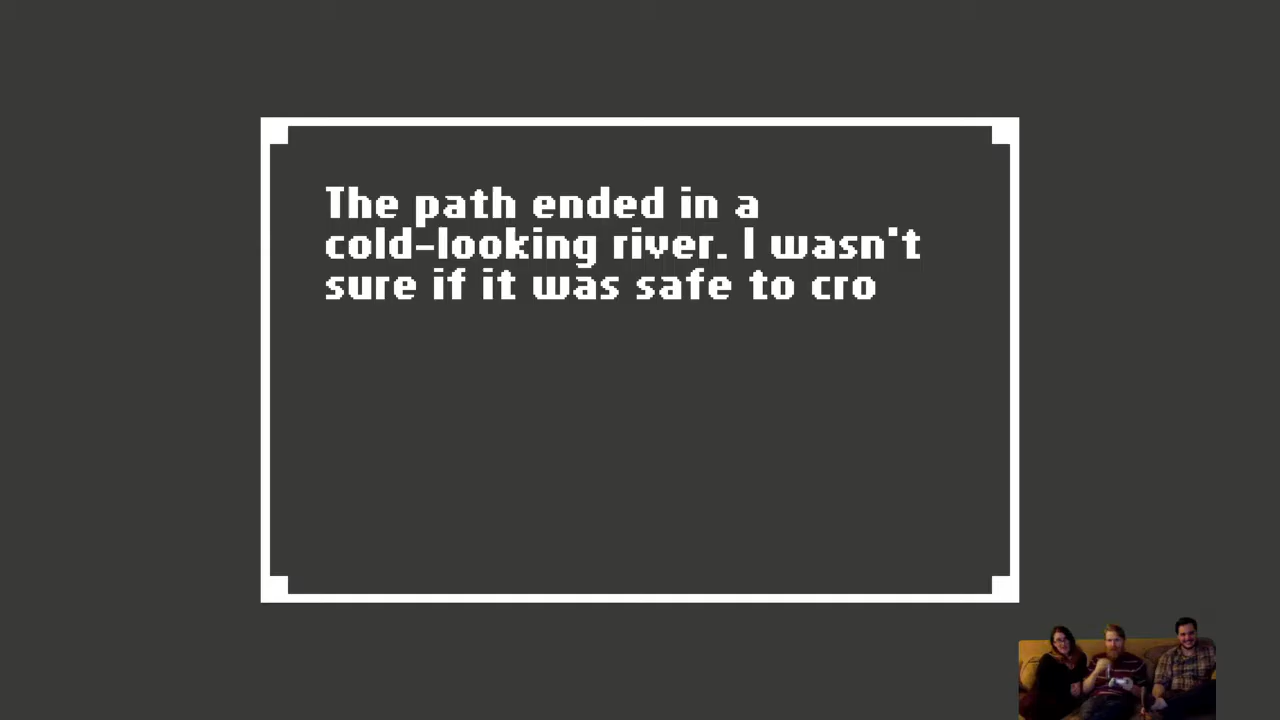 The path ended in a
cold-looking river. I wasn't
sure if it was safe to cro